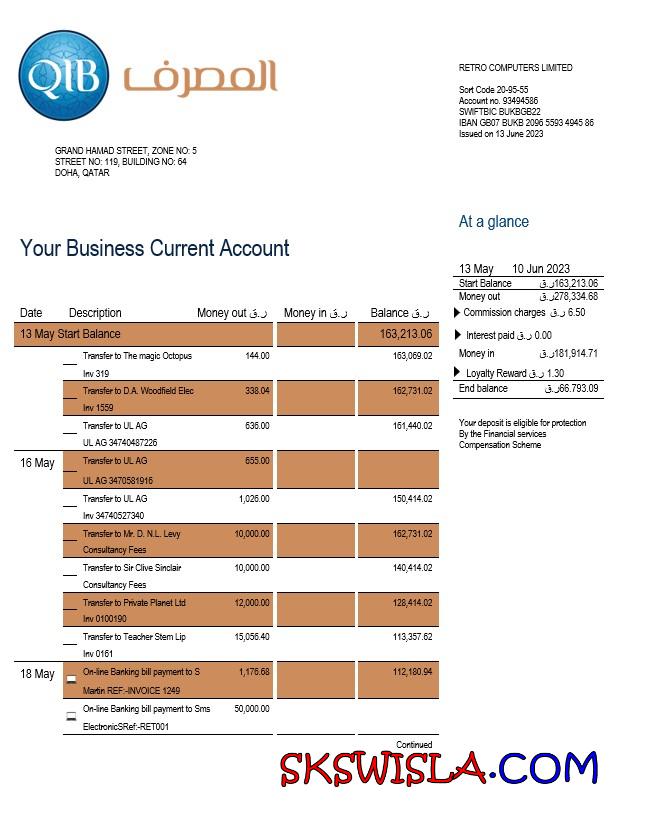 QIB المصرف
RETRO COMPUTERS LIMITED
Sort Code 20-95-55
Account no. 93494586
SWIFTBIC BUKBGB22
IBAN GB07 BUKB 2096 5593 4945 86
Issued on 13 June 2023
GRAND HAMAD STREET, ZONE NO: 5
STREET NO: 119, BUILDING NO: 64
DOHA, QATAR
At a glance
Your Business Current Account
13 May 10 Jun 2023
Start Balance ر.ق163,213.06
Money out ر.ق278,334.68
Commission charges ر.ق 6.50
Interest paid ر.ق 0.00
Money in ر.ق181,914.71
Loyalty Reward ر.ق 1.30
End balance ر.ق66.793.09
Your deposit is eligible for protection
By the Financial services
Compensation Scheme
Date Description Money out ر.ق Money in ر.ق Balance ر.ق
13 May Start Balance 163,213.06
Transfer to The magic Octopus 144.00 163,069.02
Inv 319
Transfer to D.A. Woodfield Elec 338.04 162,731.02
Inv 1559
Transfer to UL AG 636.00 161,440.02
UL AG 34740487226
16 May Transfer to UL AG 655.00
UL AG 3470581916
Transfer to UL AG 1,026.00 150,414.02
Inv 34740527340
Transfer to Mr. D. N.L. Levy 10,000.00 162,731.02
Consultancy Fees
Transfer to Sir Clive Sinclair 10,000.00 140,414.02
Consultancy Fees
Transfer to Private Planet Ltd 12,000.00 128,414.02
Inv 0100190
Transfer to Teacher Stem Lip 15,056.40 113,357.62
Inv 0161
18 May On-line Banking bill payment to S 1,176.68 112,180.94
Martin REF:-INVOICE 1249
On-line Banking bill payment to Sms 50,000.00
ElectronicSRef:-RET001
Continued
SKSWISLA.COM